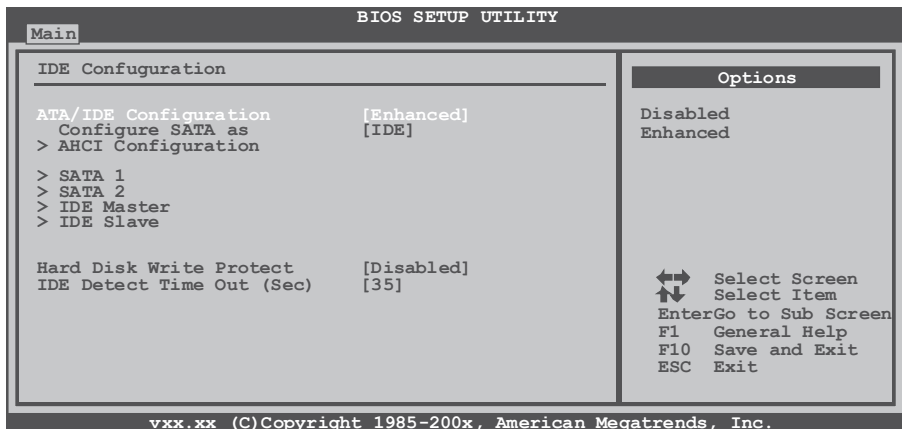 BIOS SETUP UTILITY
Main
IDE Confuguration
ATA/IDE Configuration [Enhanced]
Configure SATA as [IDE]
> AHCI Configuration
> SATA 1
> SATA 2
> IDE Master
> IDE Slave
Hard Disk Write Protect [Disabled]
IDE Detect Time Out (Sec) [35]
Options
Disabled
Enhanced
Select Screen
Select Item
EnterGo to Sub Screen
F1 General Help
F10 Save and Exit
ESC Exit
vxx.xx (C)Copyright 1985-200x, American Megatrends, Inc.